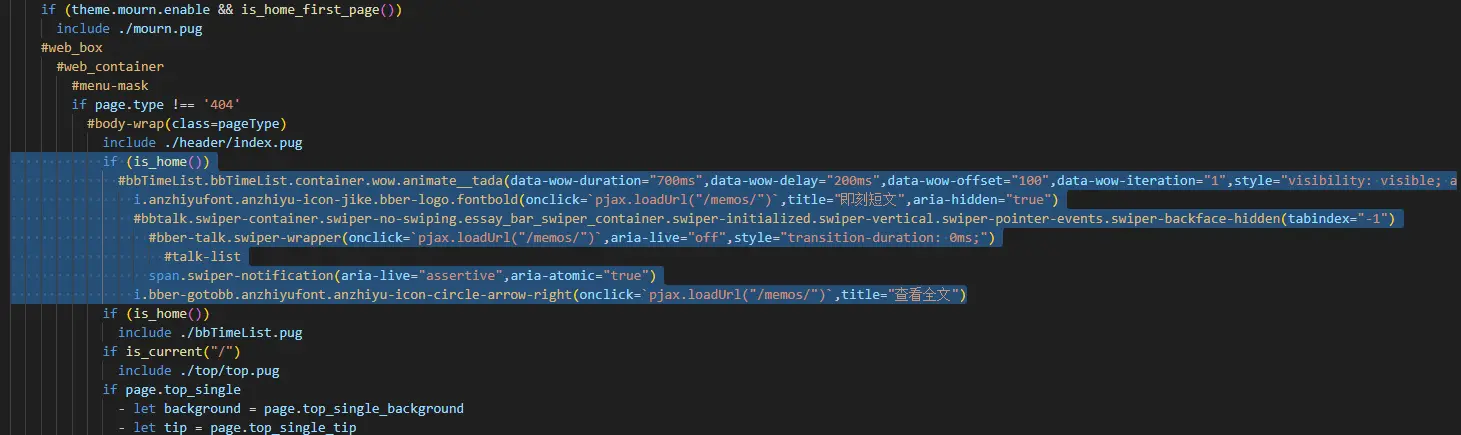 if (theme.mourn.enable && is_home_first_page())
include ./mourn.pug
#web_box
#web_container
#menu-mask
if page.type !== '404'
#body-wrap(class=pageType)
include ./header/index.pug
if (is_home())
#bbTimeList.bbTimeList.container.wow.animate__tada(data-wow-duration="700ms",data-wow-delay="200ms",data-wow-offset="100",data-wow-iteration="1",style="visibility: visible; a
i.anzhiyufont.anzhiyu-icon-jike.bber-logo.fontbold(onclick=`pjax.loadUrl("/memos/")`,title="即刻短文",aria-hidden="true")
#bbtalk.swiper-container.swiper-no-swiping.essay_bar_swiper_container.swiper-initialized.swiper-vertical.swiper-pointer-events.swiper-backface-hidden(tabindex="-1")
#bber-talk.swiper-wrapper(onclick=`pjax.loadUrl("/memos/")`,aria-live="off",style="transition-duration: 0ms;")
#talk-list
span.swiper-notification(aria-live="assertive",aria-atomic="true")
i.bber-gotobb.anzhiyufont.anzhiyu-icon-circle-arrow-right(onclick=`pjax.loadUrl("/memos/")`,title="查看全文")
if (is_home())
include ./bbTimeList.pug
if is_current("/")
include ./top/top.pug
if page.top_single
- let background = page.top_single_background
- let tip = page.top_single_tip